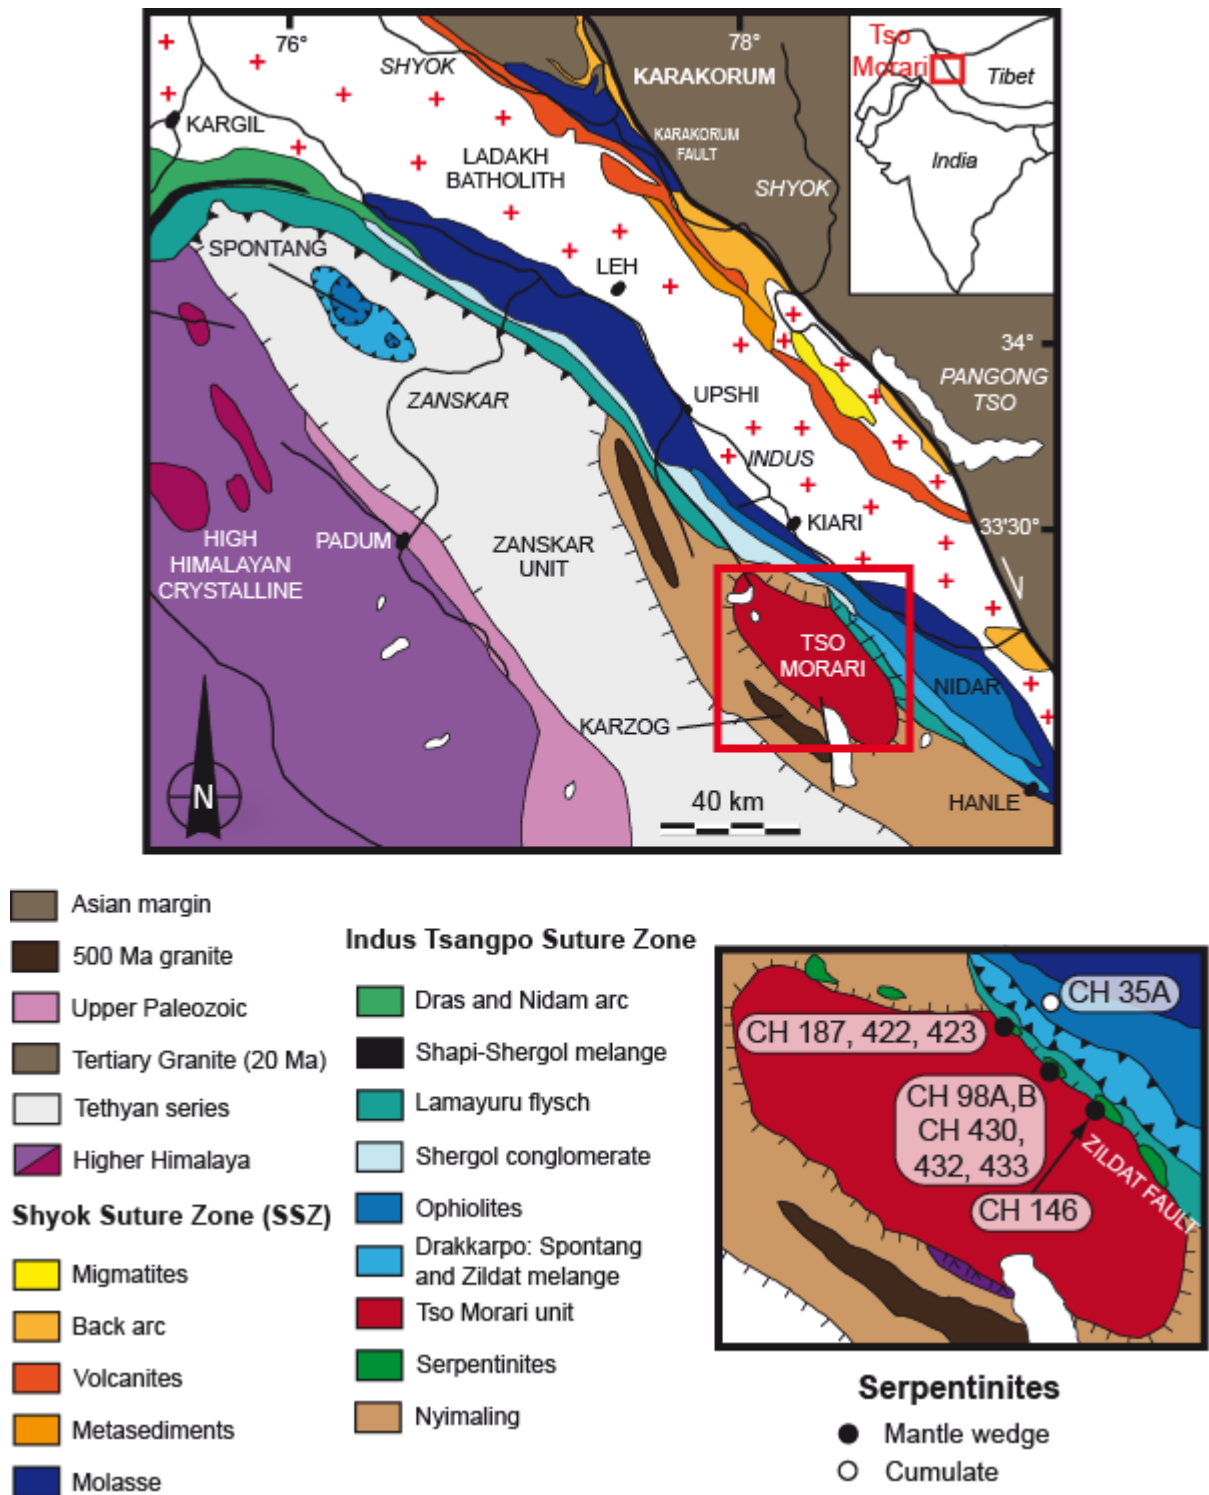 76°
78°
SHYOK
KARAKORUM
Tso
Morari
Tibet
India
KARGIL
KARAKORUM
FAULT
LADAKH
BATHOLITH
SHYOK
SPONTANG
LEH
34°
PANGONG
TSO
ZANSKAR
UPSHI
INDUS
KIARI
33'30
HIGH
HIMALAYAN
CRYSTALLINE
PADUM
ZANSKAR
UNIT
TSO
MORARI
NIDAR
KARZOG
N
40 km
HANLE
Asian margin
500 Ma granite
Upper Paleozoic
Tertiary Granite (20 Ma)
Tethyan series
Higher Himalaya
Shyok Suture Zone (SSZ)
Migmatites
Back arc
Volcanites
Metasediments
Molasse
Indus Tsangpo Suture Zone
Dras and Nidam arc
Shapi-Shergol melange
Lamayuru flysch
Shergol conglomerate
Ophiolites
Drakkarpo: Spontang
and Zildat melange
Tso Morari unit
Serpentinites
Nyimaling
CH 35A
CH 187, 422, 423
CH 98A,B
CH 430,
432, 433
CH 146
ZILDAT FAULT
Serpentinites
Mantle wedge
Cumulate